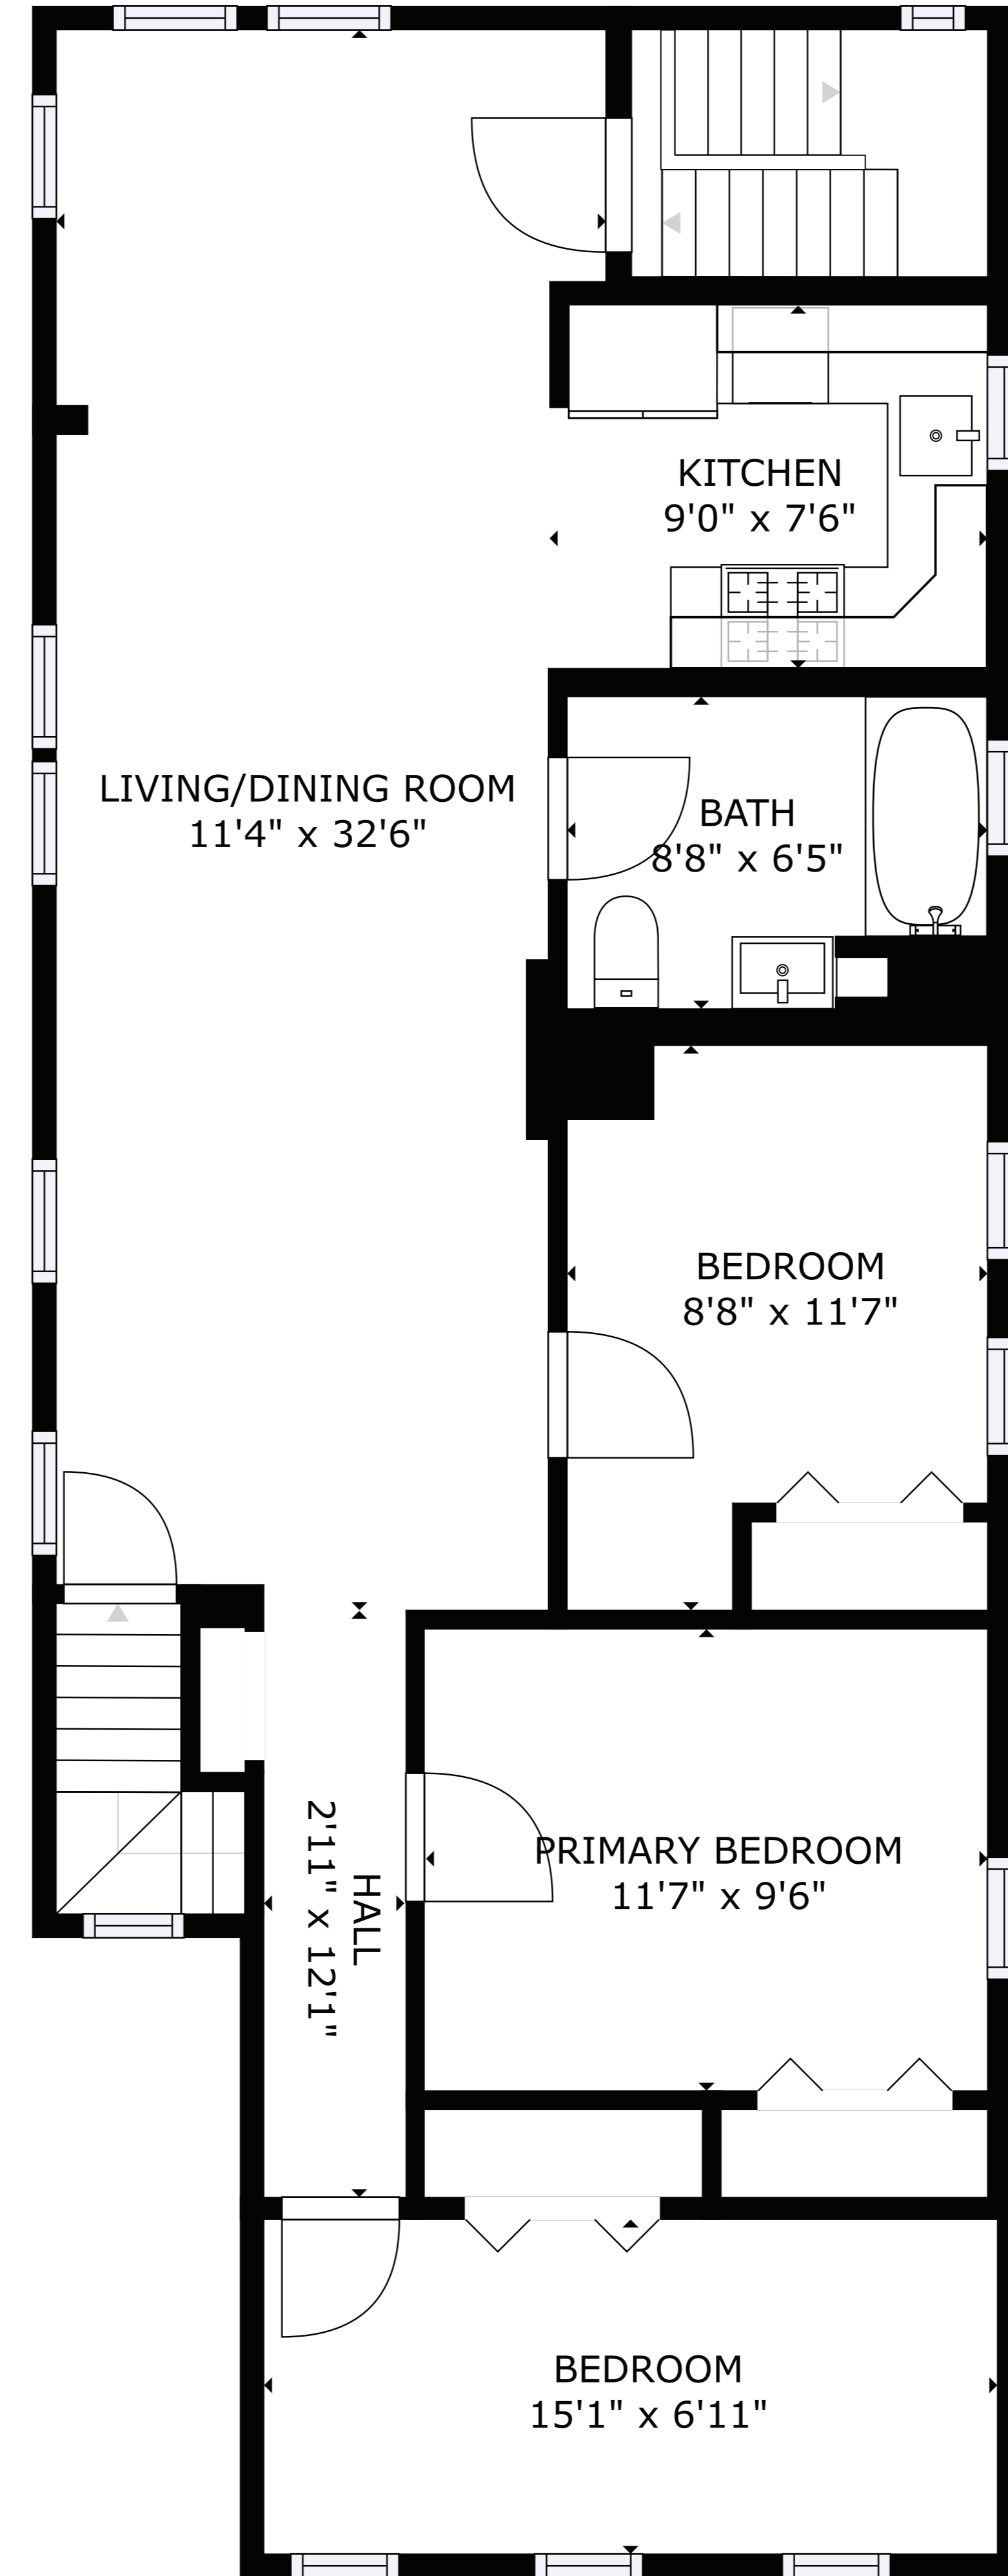 KITCHEN
9'0" x 7'6"
LIVING/DINING ROOM
11'4" x 32'6"
BATH
8'8" x 6'5"
BEDROOM
8'8" x 11'7"
PRIMARY BEDROOM
11'7" x 9'6"
HALL
2'11" x 12'1"
BEDROOM
15'1" x 6'11"